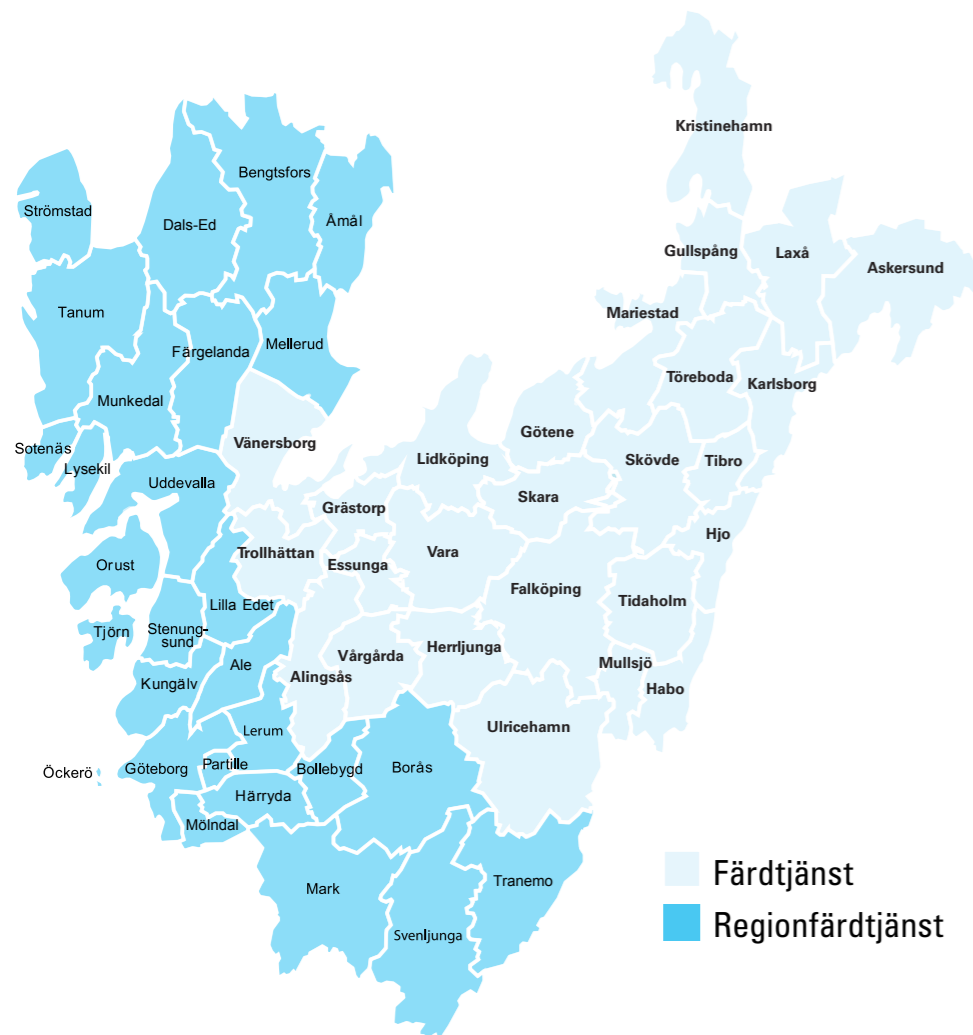 Kristinehamn
Bengtsfors
Strömstad
Dals-Ed
Åmål
Gullspång
Laxå
Askersund
Tanum
Mariestad
Färgelanda
Mellerud
Töreboda
Karlsborg
Munkedal
Vänersborg
Götene
Sotenäs
Lysekil
Lidköping
Skövde
Tibro
Uddevalla
Skara
Grästorp
Hjo
Orust
Trollhättan
Essunga
Vara
Falköping
Tidaholm
Lilla Edet
Tjörn
Stenung-
sund
Ale
Vårgårda
Herrljunga
Mullsjö
Kungälv
Alingsås
Habo
Lerum
Ulricehamn
Öckerö
Göteborg
Partille
Bollebygd
Borås
Härryda
Mölndal
Mark
Tranemo
Svenljunga
Färdtjänst
Regionfärdtjänst